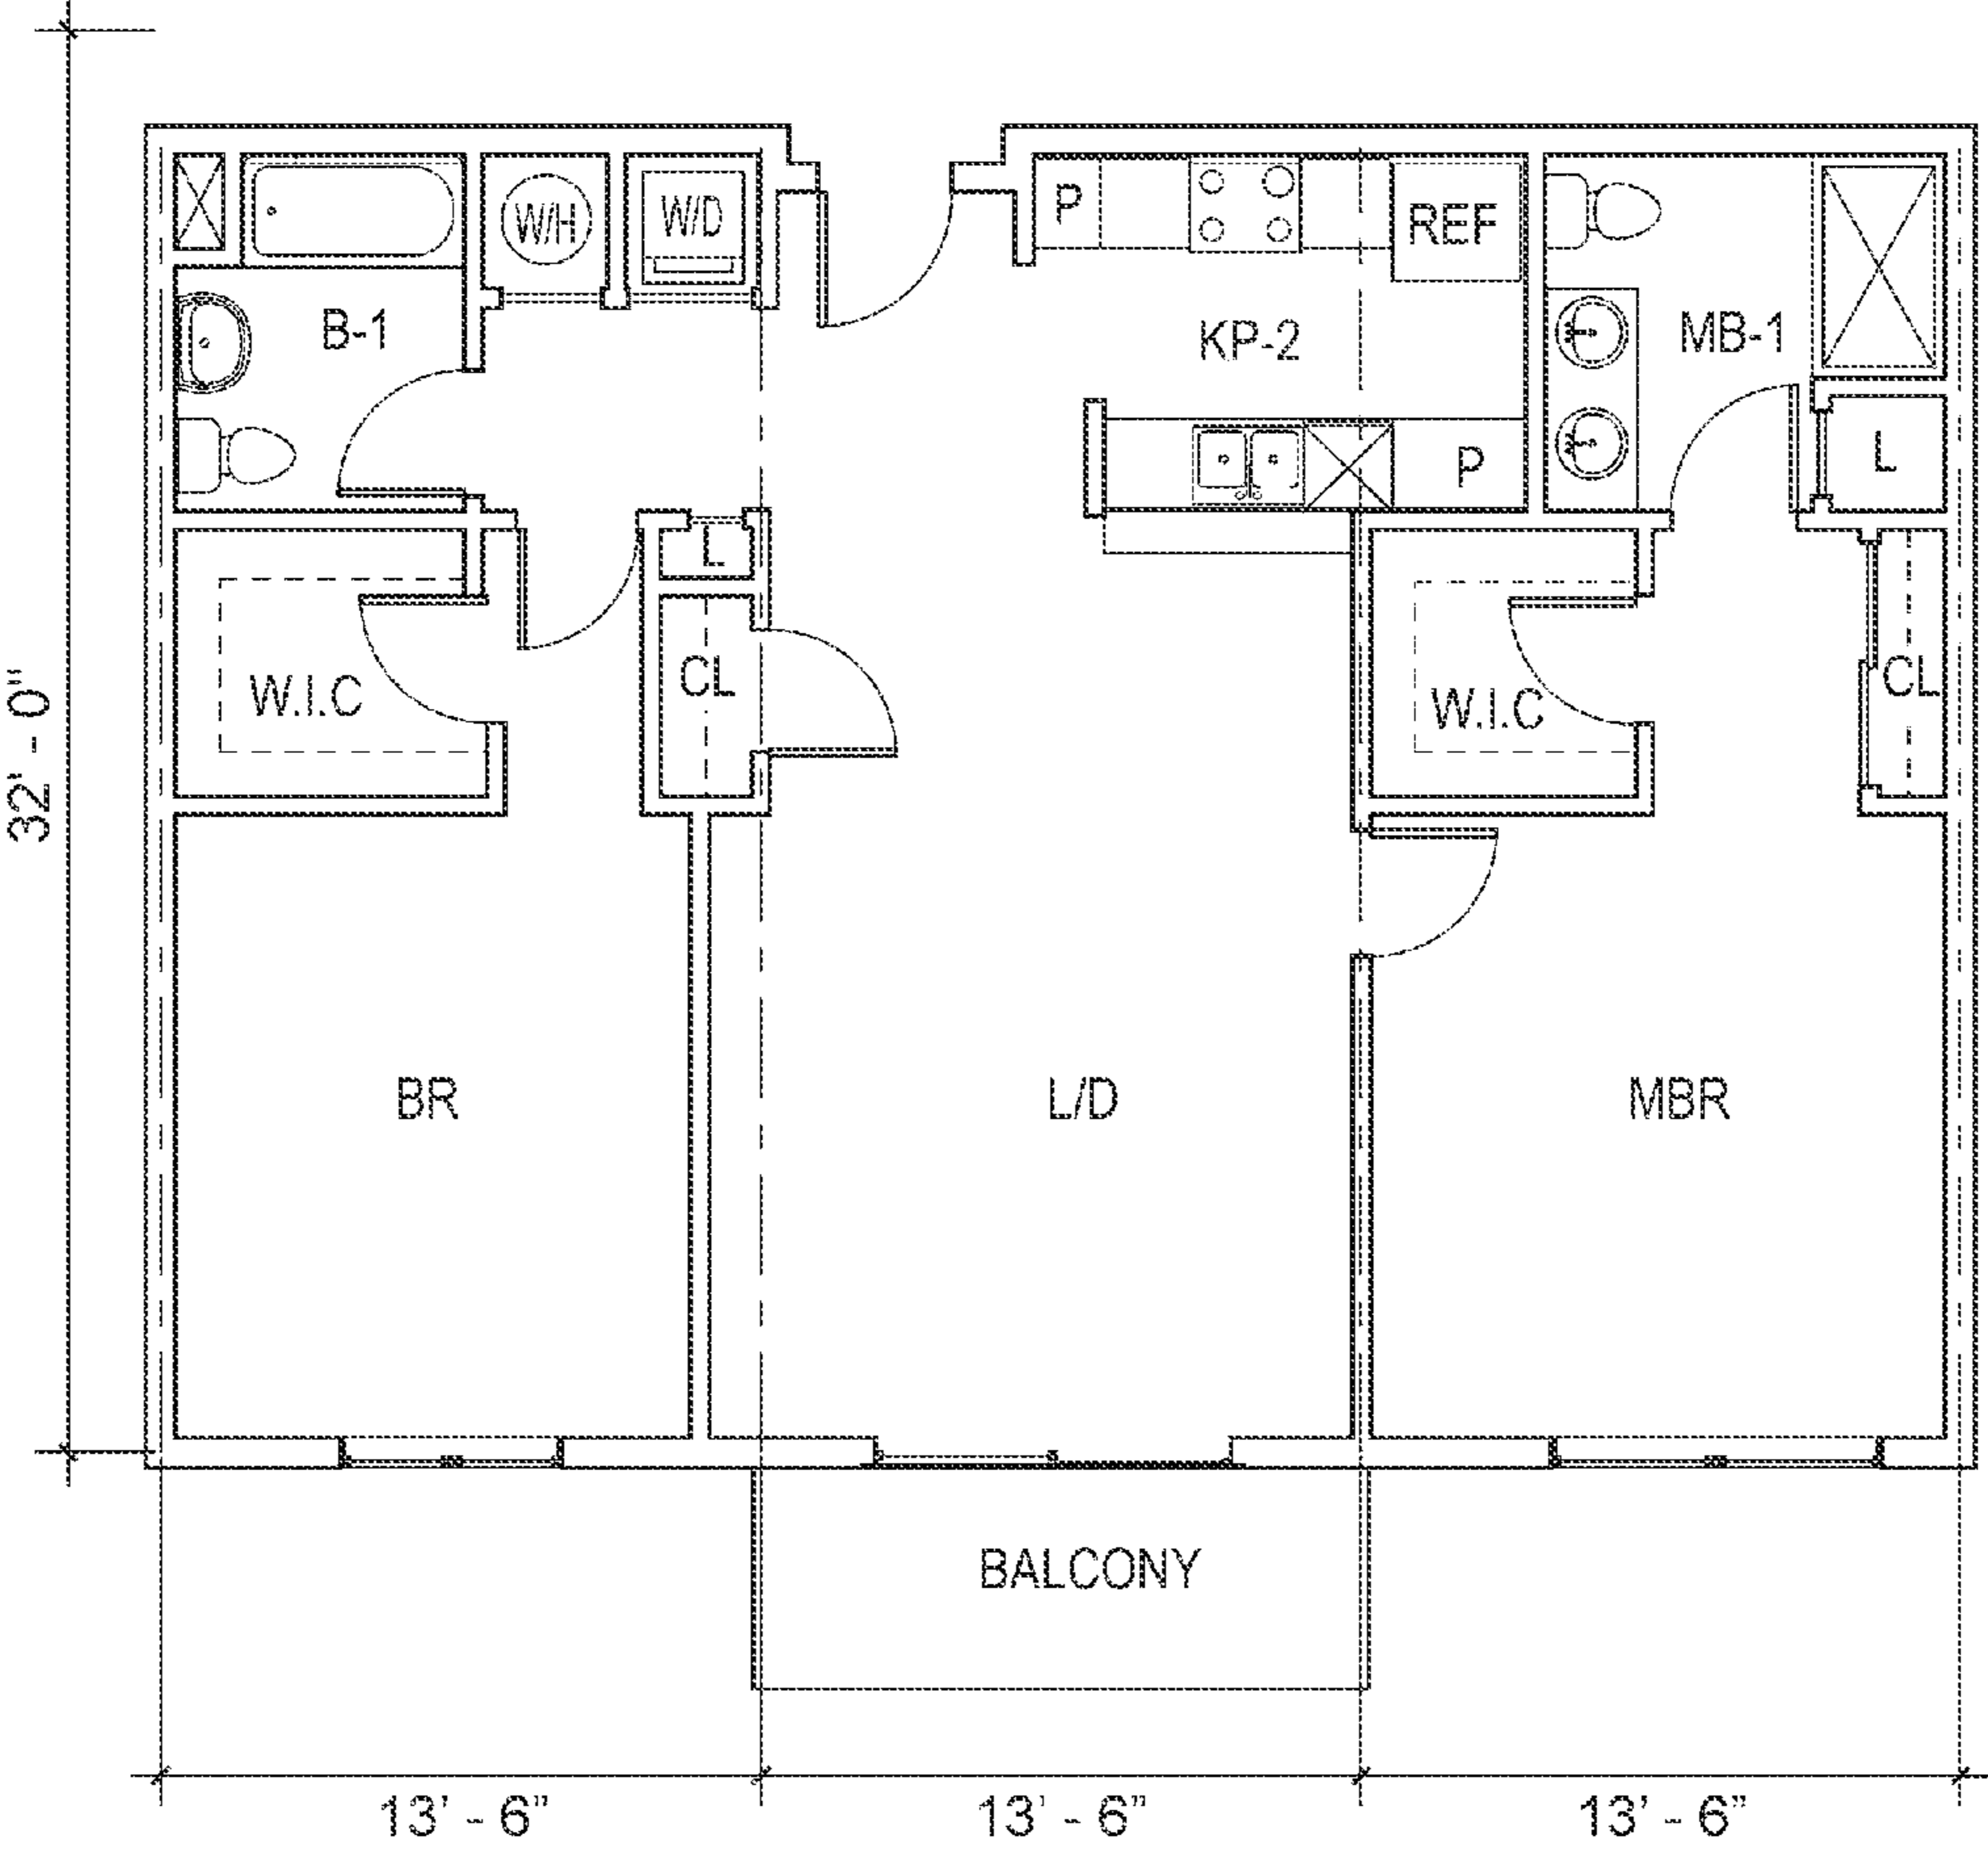 W/H
W/D
P
REF
B-1
KP-2
MB-1
L
P
L
CL
W.I.C
W.I.C
CL
32' - 0"
BR
L/D
MBR
BALCONY
13' - 6"
13' - 6"
13' - 6"